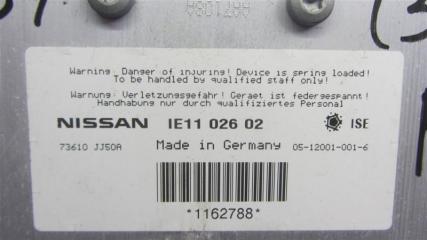 Warning: Danger of injuring! Device is spring loaded!
To be handled by qualified staff only!
Warnung: Verletzungsgefahr! Geraet ist federgespannt!
Handhabung nur durch qualifiziertes Personal
NISSAN IE11 026 02 ISE
73610 JJ50A Made in Germany 05-12001-001-6
*1162788*